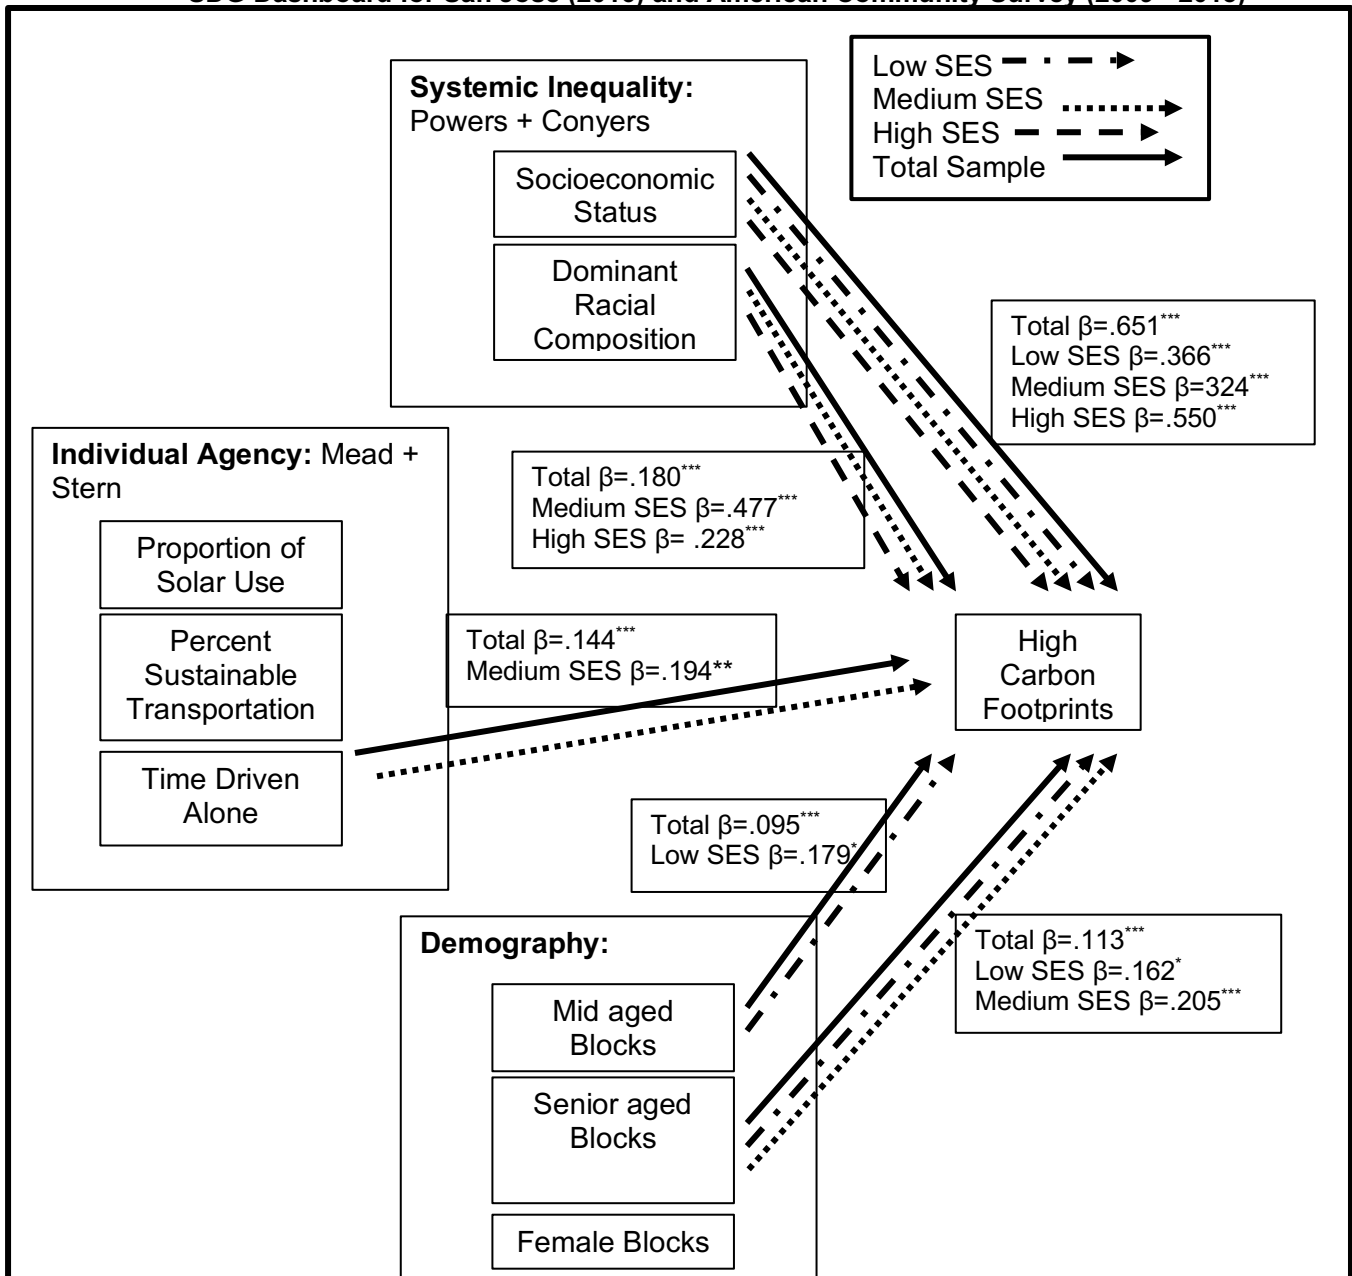 Systemic Inequality:
Powers + Conyers
Socioeconomic
Status
Dominant
Racial
Composition
Low SES
Medium SES
High SES
Total Sample
Total β=.651***
Low SES β=.366***
Medium SES β=324***
High SES β=.550***
Total β=.180***
Medium SES β=.477***
High SES β= .228***
Individual Agency: Mead +
Stern
Proportion of
Solar Use
Percent
Sustainable
Transportation
Time Driven
Alone
Total β=.144***
Medium SES β=.194**
High
Carbon
Footprints
Total β=.095***
Low SES β=.179*
Total β=.113***
Low SES β=.162*
Medium SES β=.205***
Demography:
Mid aged
Blocks
Senior aged
Blocks
Female Blocks